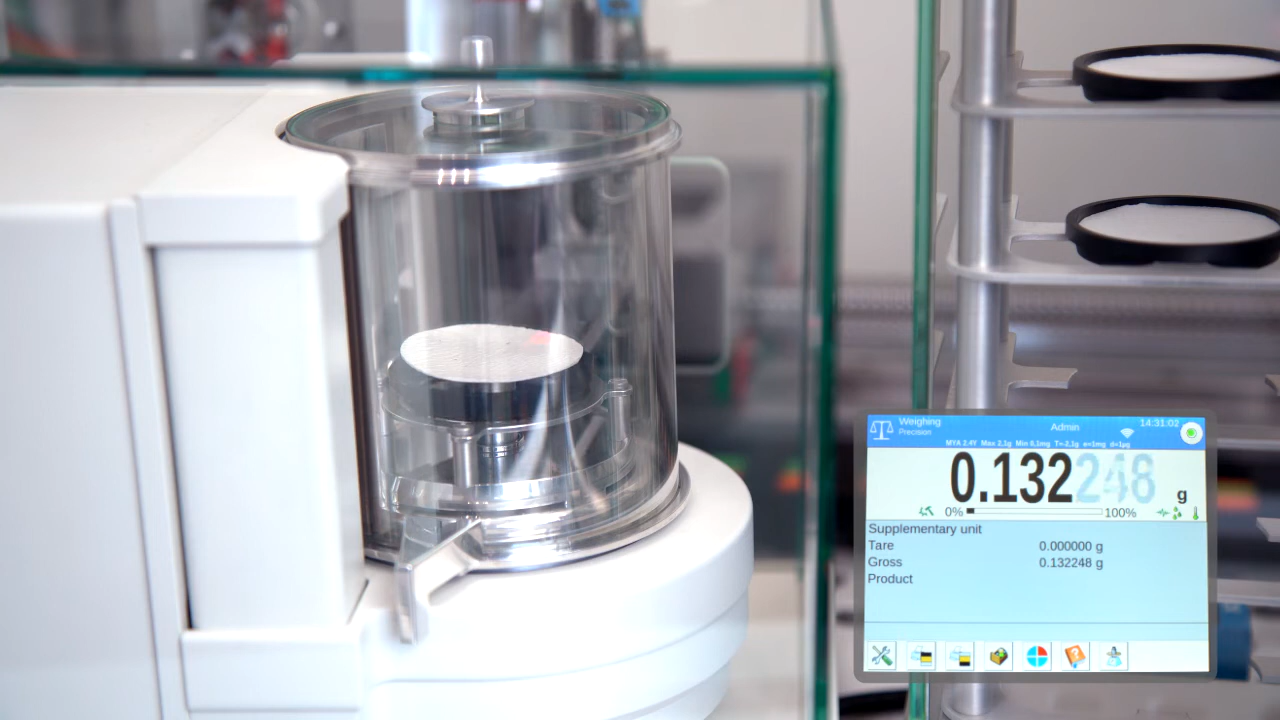 Weighing
Precision
Admin
14:31:02
MYA 2.4Y Max 2,1g Min 0,1mg T=-2,1g e=1mg d=1µg
0.132248 g
0% 100%
Supplementary unit
Tare 0.000000 g
Gross 0.132248 g
Product